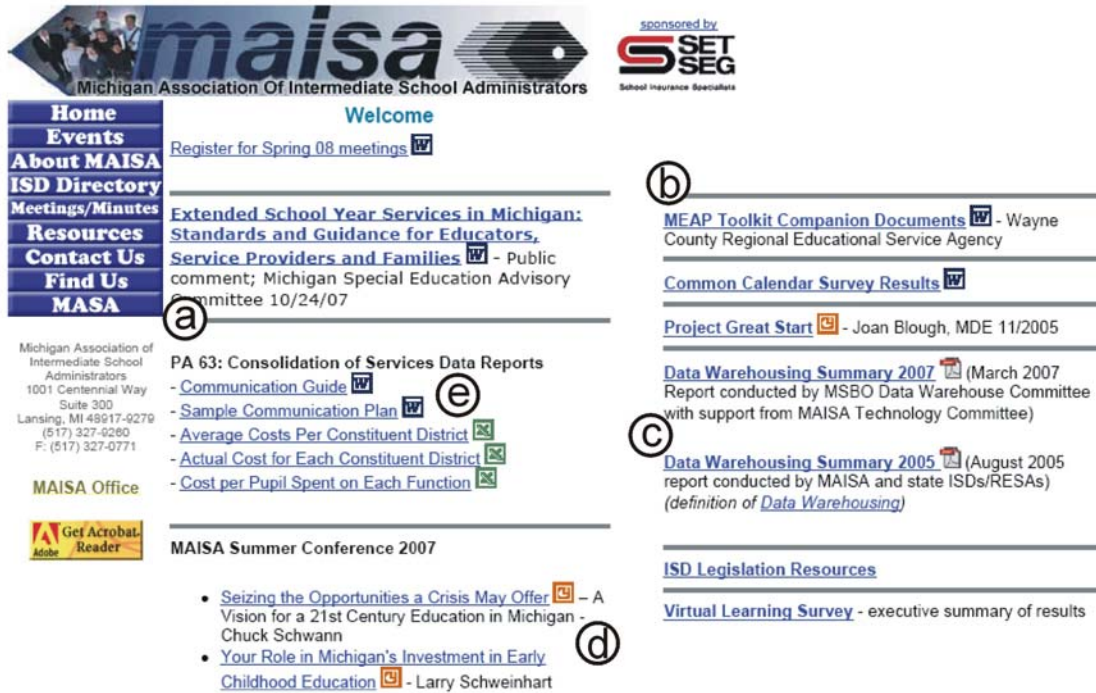 maisa
Michigan Association Of Intermediate School Administrators
sponsored by
SET
SEG
School Insurance Specialists
Home
Events
About MAISA
ISD Directory
Meetings/Minutes
Resources
Contact Us
Find Us
MASA
Michigan Association of
Intermediate School
Administrators
1001 Centennial Way
Suite 300
Lansing, MI 48917-9279
(517) 327-9260
F: (517) 327-0771
MAISA Office
Adobe
Get Acrobat
Reader
Welcome
Register for Spring 08 meetings
Extended School Year Services in Michigan:
Standards and Guidance for Educators,
Service Providers and Families - Public
comment; Michigan Special Education Advisory
Committee 10/24/07
a
PA 63: Consolidation of Services Data Reports
- Communication Guide
e
- Sample Communication Plan
- Average Costs Per Constituent District
- Actual Cost for Each Constituent District
- Cost per Pupil Spent on Each Function
MAISA Summer Conference 2007
• Seizing the Opportunities a Crisis May Offer – A
Vision for a 21st Century Education in Michigan -
Chuck Schwann
d
• Your Role in Michigan's Investment in Early
Childhood Education - Larry Schweinhart
b
MEAP Toolkit Companion Documents - Wayne
County Regional Educational Service Agency
Common Calendar Survey Results
Project Great Start - Joan Blough, MDE 11/2005
Data Warehousing Summary 2007 (March 2007
Report conducted by MSBO Data Warehouse Committee
with support from MAISA Technology Committee)
c
Data Warehousing Summary 2005 (August 2005
report conducted by MAISA and state ISDs/RESAs)
(definition of Data Warehousing)
ISD Legislation Resources
Virtual Learning Survey - executive summary of results